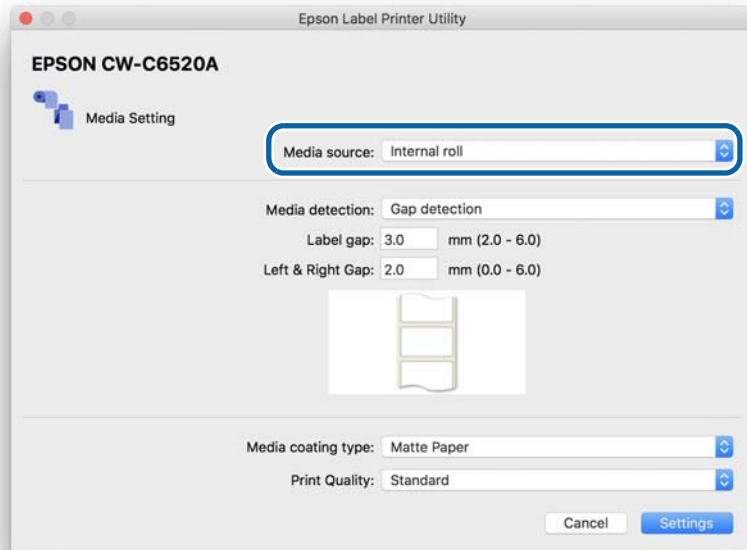 Epson Label Printer Utility
EPSON CW-C6520A
Media Setting
Media source: Internal roll
Media detection: Gap detection
Label gap: 3.0 mm (2.0 - 6.0)
Left & Right Gap: 2.0 mm (0.0 - 6.0)
Media coating type: Matte Paper
Print Quality: Standard
Cancel Settings